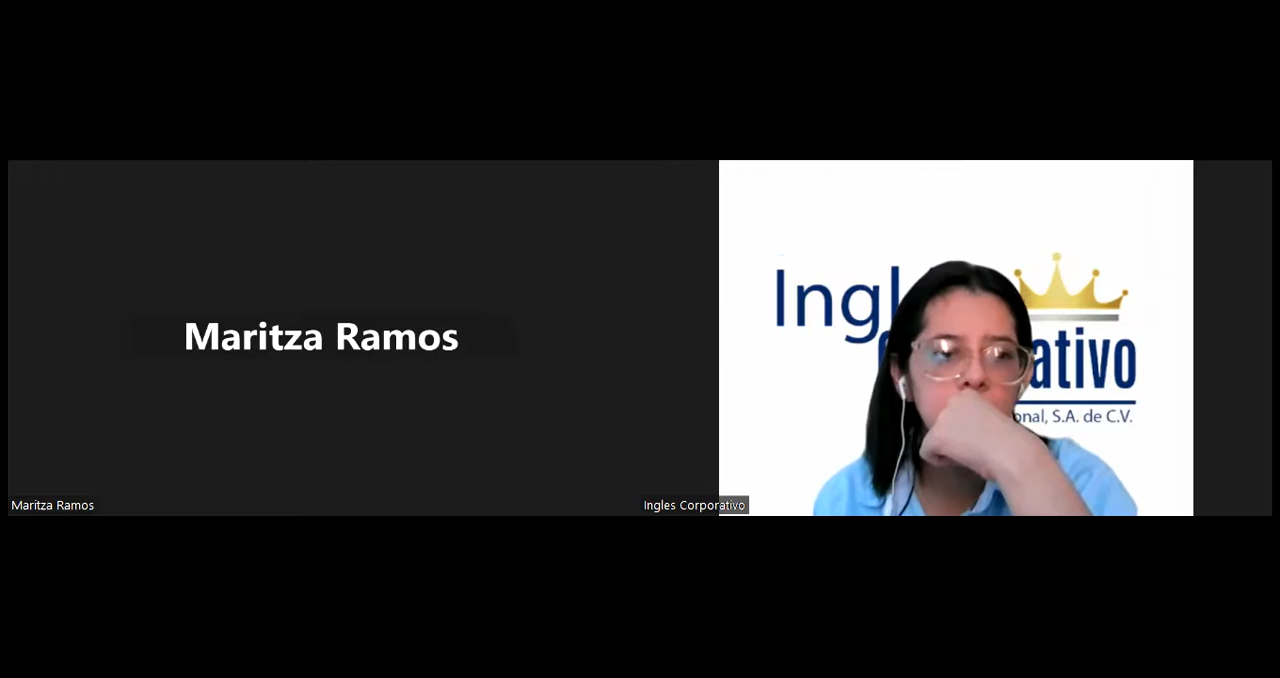 Maritza Ramos
Ingl
ativo
onal, S.A. de C.V.
Maritza Ramos
Ingles Corporativo